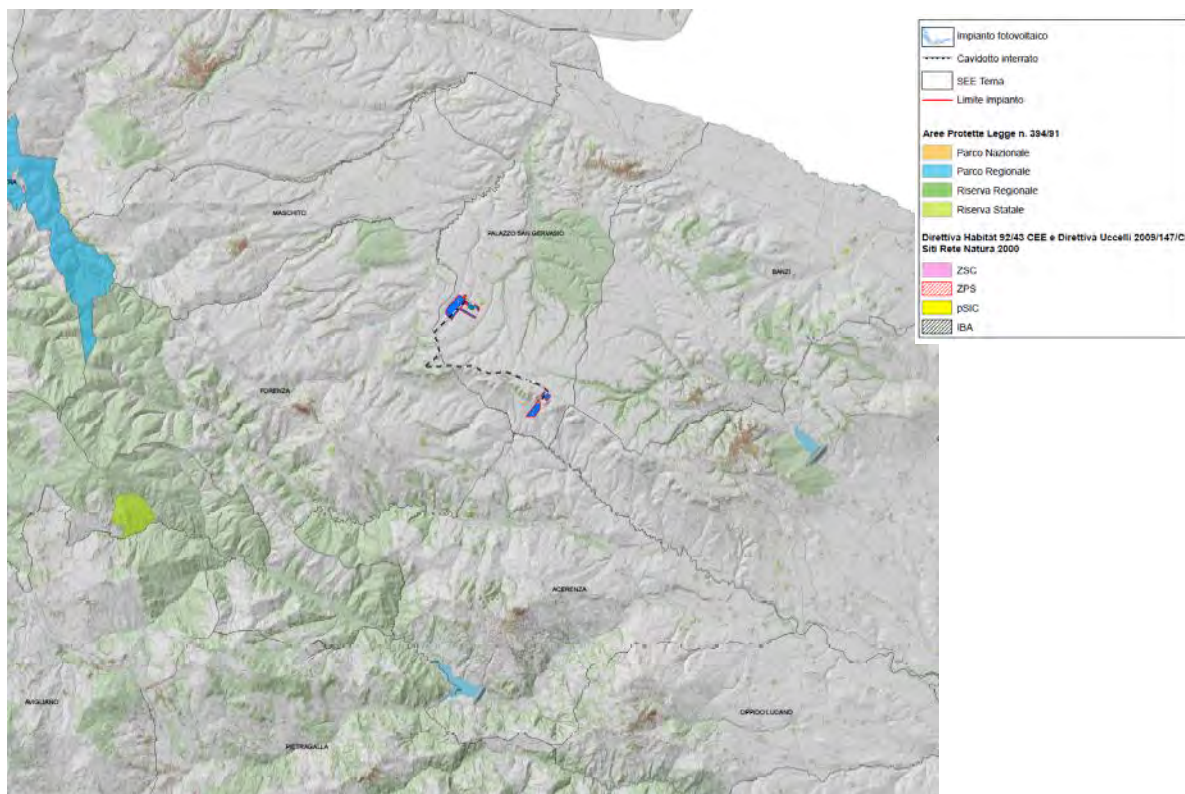 Impianto fotovoltaico
Cavidotto interrato
SEE Terna
Limite impianto
Aree Protette Legge n. 394/91
Parco Nazionale
Parco Regionale
Riserva Regionale
Riserva Statale
Direttiva Habitat 92/43 CEE e Direttiva Uccelli 2009/147/C
Siti Rete Natura 2000
ZSC
ZPS
pSIC
IBA
MASCHITO
PALAZZO SAN GERVASIO
BANZI
FORENZA
ACERENZA
AVIGLIANO
OPPIDO LUCANO
PIETRAGALLA